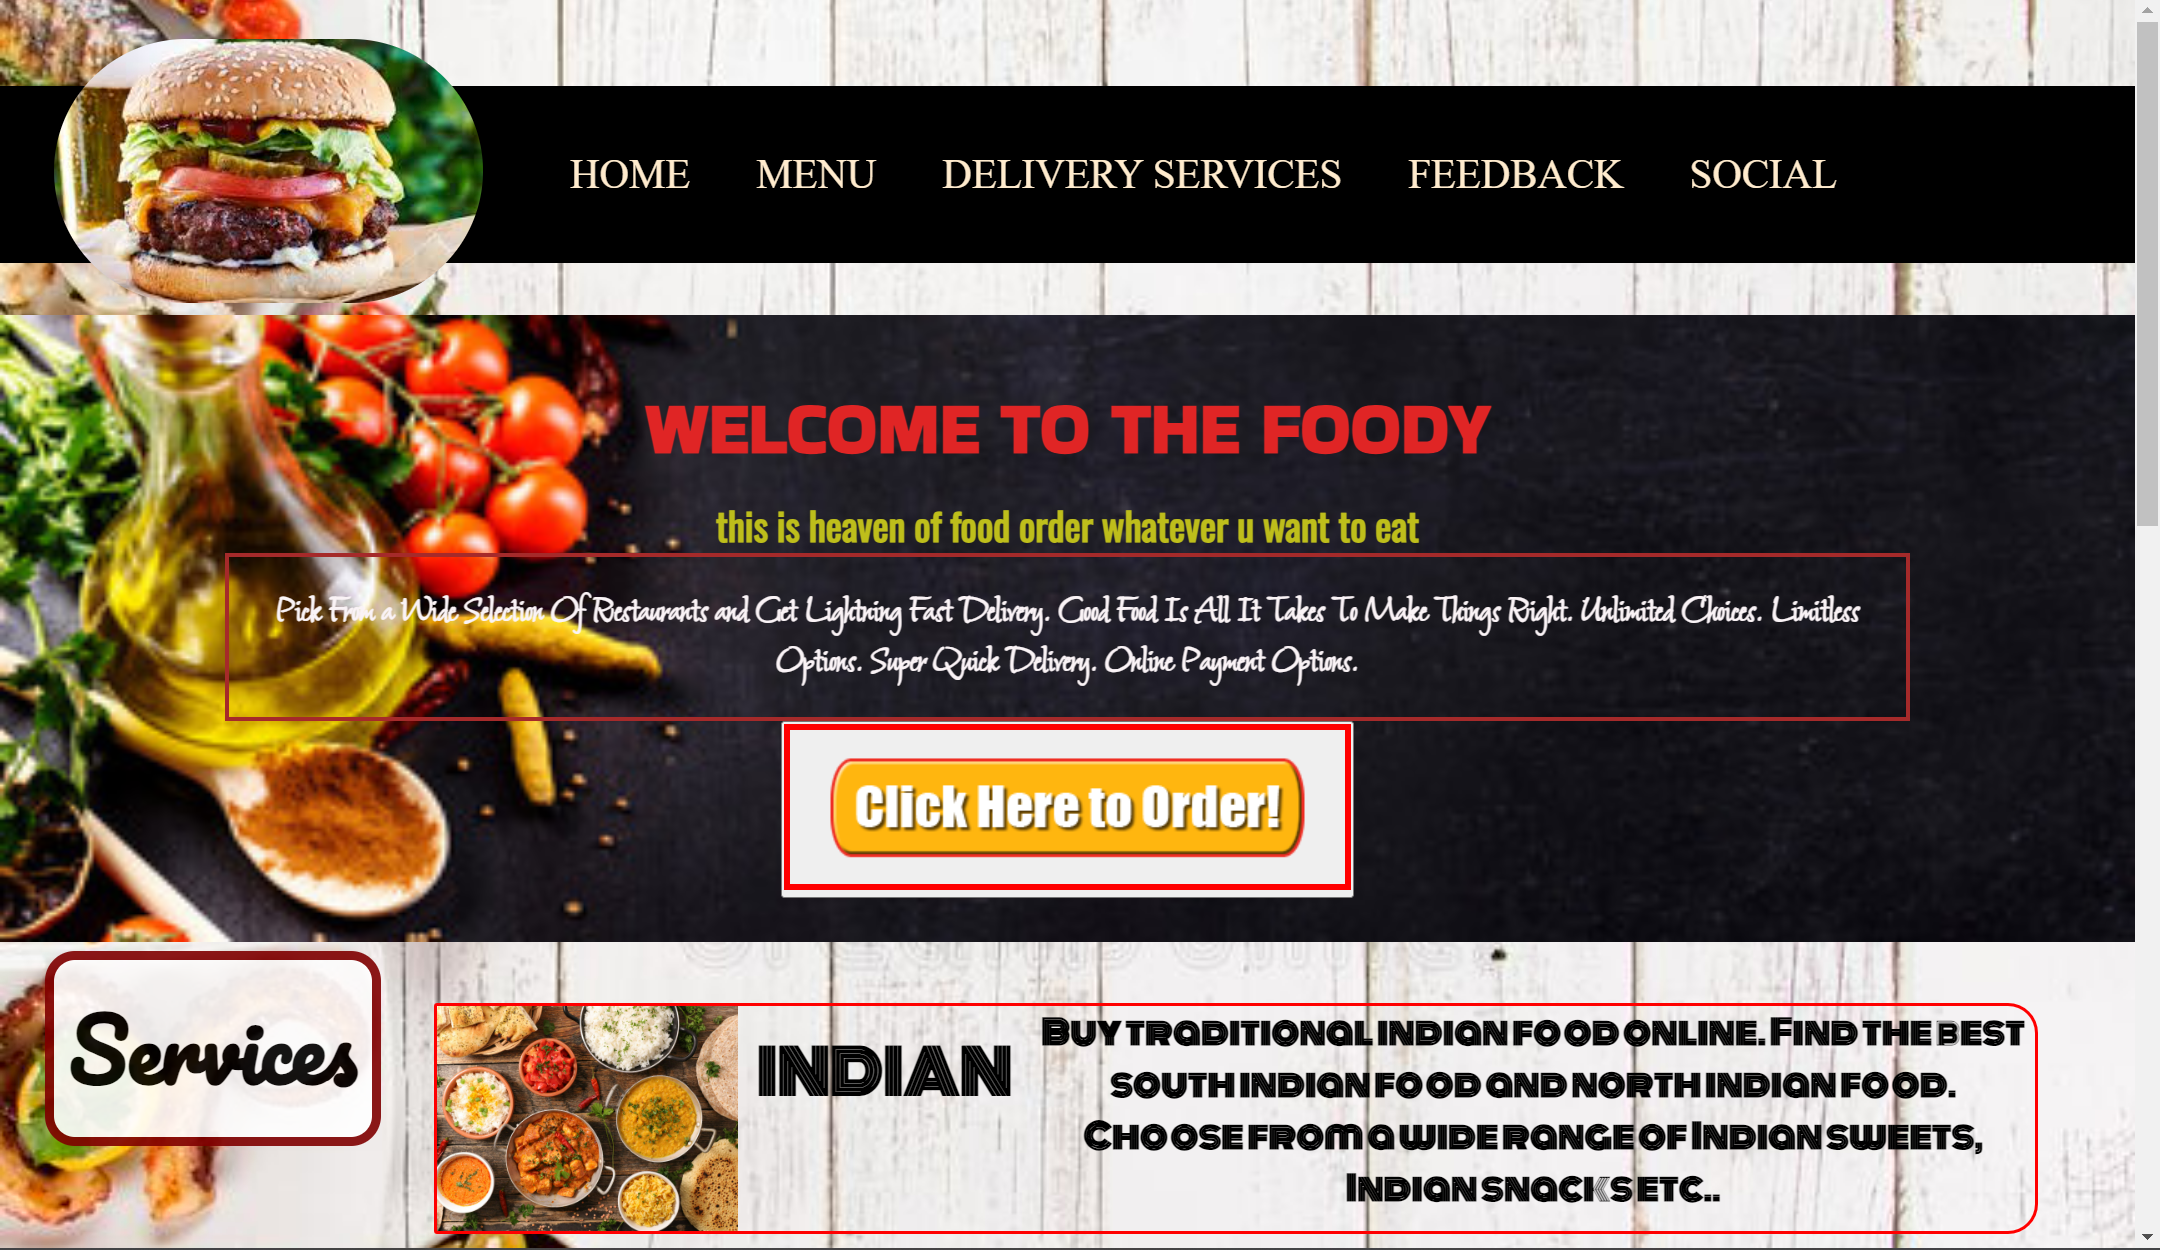 HOME MENU DELIVERY SERVICES FEEDBACK SOCIAL
WELCOME TO THE FOODY
this is heaven of food order whatever u want to eat
Pick From a Wide Selection Of Restaurants and Get Lightning Fast Delivery. Good Food Is All It Takes To Make Things Right. Unlimited Choices. Limitless
Options. Super Quick Delivery. Online Payment Options.
Click Here to Order!
Services
INDIAN
Buy traditional indian food online. Find the best
south indian food and north indian food.
Choose from a wide range of Indian sweets,
Indian snacks etc..